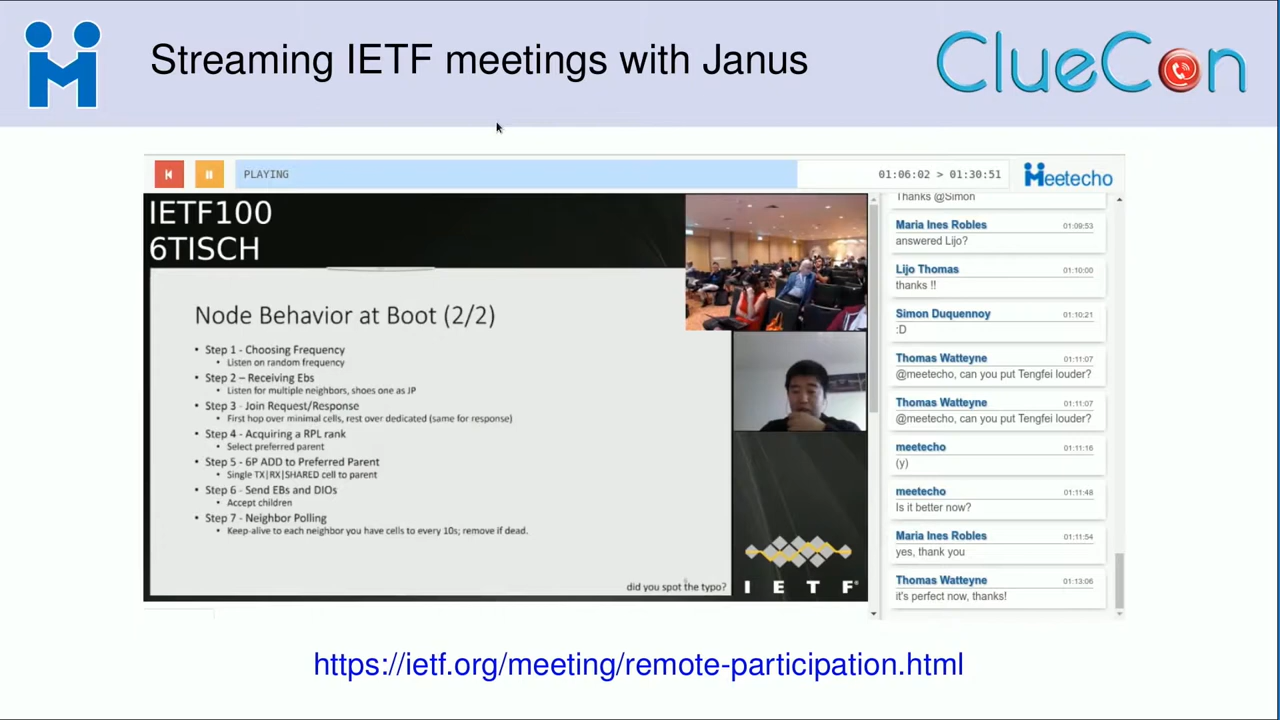 Streaming IETF meetings with Janus
ClueCon
PLAYING
01:06:02 > 01:30:51
Meetecho
IETF100
6TISCH
Node Behavior at Boot (2/2)
• Step 1 - Choosing Frequency
• Listen on random frequency
• Step 2 – Receiving Ebs
• Listen for multiple neighbors, shoes one as JP
• Step 3 - Join Request/Response
• First hop over minimal cells, rest over dedicated (same for response)
• Step 4 - Acquiring a RPL rank
• Select preferred parent
• Step 5 - 6P ADD to Preferred Parent
• Single TX|RX|SHARED cell to parent
• Step 6 - Send EBs and DIOs
• Accept children
• Step 7 - Neighbor Polling
• Keep-alive to each neighbor you have cells to every 10s; remove if dead.
did you spot the typo?
I E T F®
Thanks @Simon
Maria Ines Robles 01:09:53
answered Lijo?
Lijo Thomas 01:10:00
thanks !!
Simon Duquennoy 01:10:21
:D
Thomas Watteyne 01:11:07
@meetecho, can you put Tengfei louder?
Thomas Watteyne 01:11:07
@meetecho, can you put Tengfei louder?
meetecho 01:11:16
(y)
meetecho 01:11:48
Is it better now?
Maria Ines Robles 01:11:54
yes, thank you
Thomas Watteyne 01:13:06
it's perfect now, thanks!
https://ietf.org/meeting/remote-participation.html